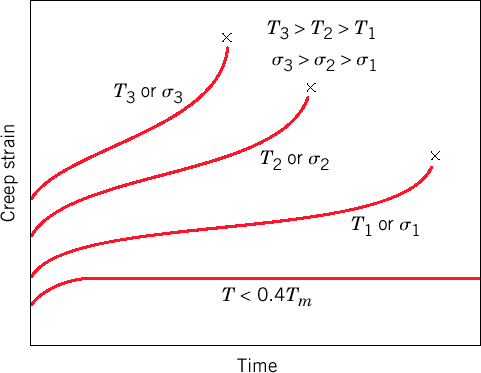 T₃ > T₂ > T₁
σ₃ > σ₂ > σ₁
T₃ or σ₃
T₂ or σ₂
T₁ or σ₁
T < 0.4Tₘ
Creep strain
Time